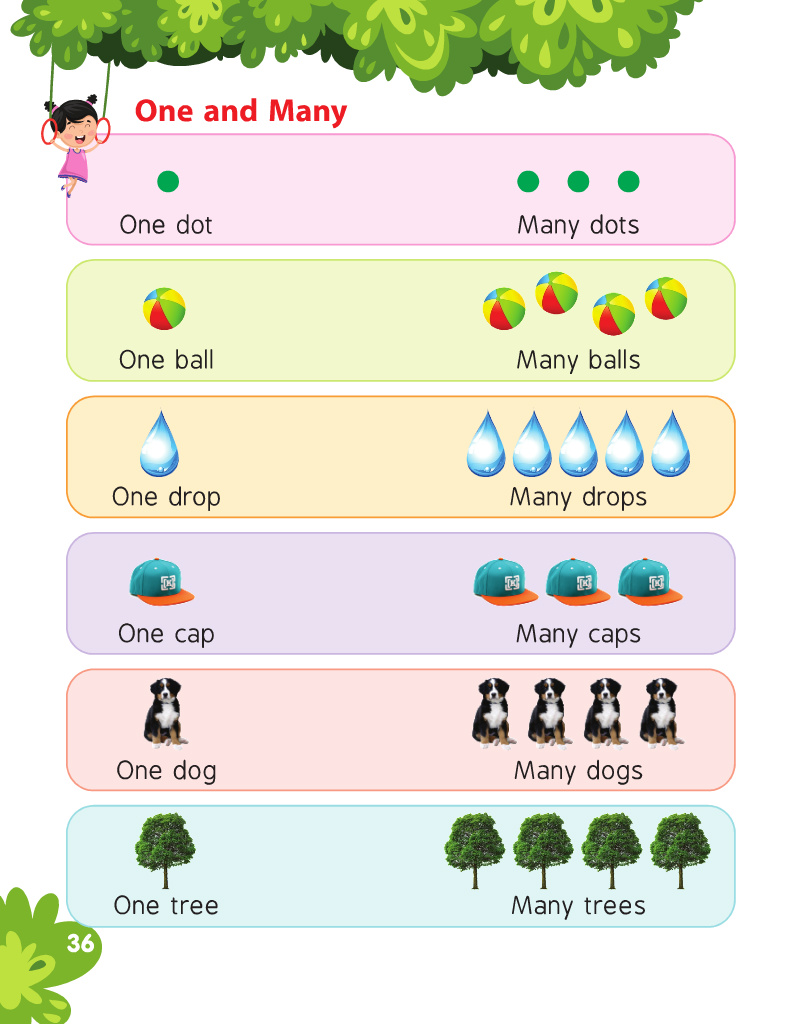 One and Many
One dot Many dots
One ball Many balls
One drop Many drops
One cap Many caps
One dog Many dogs
One tree Many trees
36